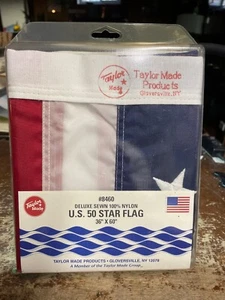 Taylor
Made
Taylor Made
Products
Gloversville, NY
Taylor
Made
#8460
DELUXE SEWN 100% NYLON
U.S. 50 STAR FLAG
36" X 60"
TAYLOR MADE PRODUCTS • GLOVERSVILLE, NY 12078
A Member of the Taylor Made Group